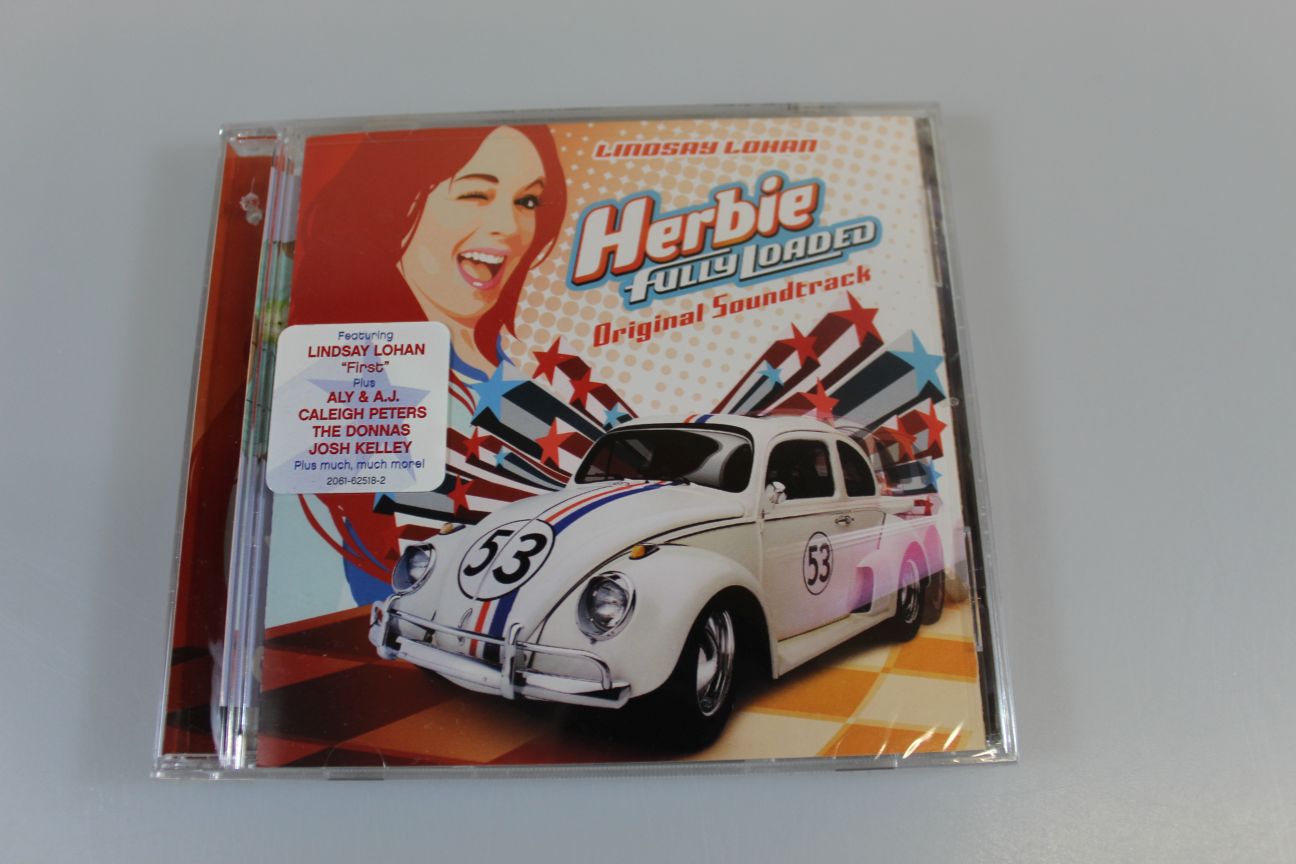 LINDSAY LOHAN
Herbie
FULLY LOADED
Original Soundtrack
Featuring
LINDSAY LOHAN
"First"
Plus
ALY & A.J.
CALEIGH PETERS
THE DONNAS
JOSH KELLEY
Plus much, much more!
2061-62518-2
53
53